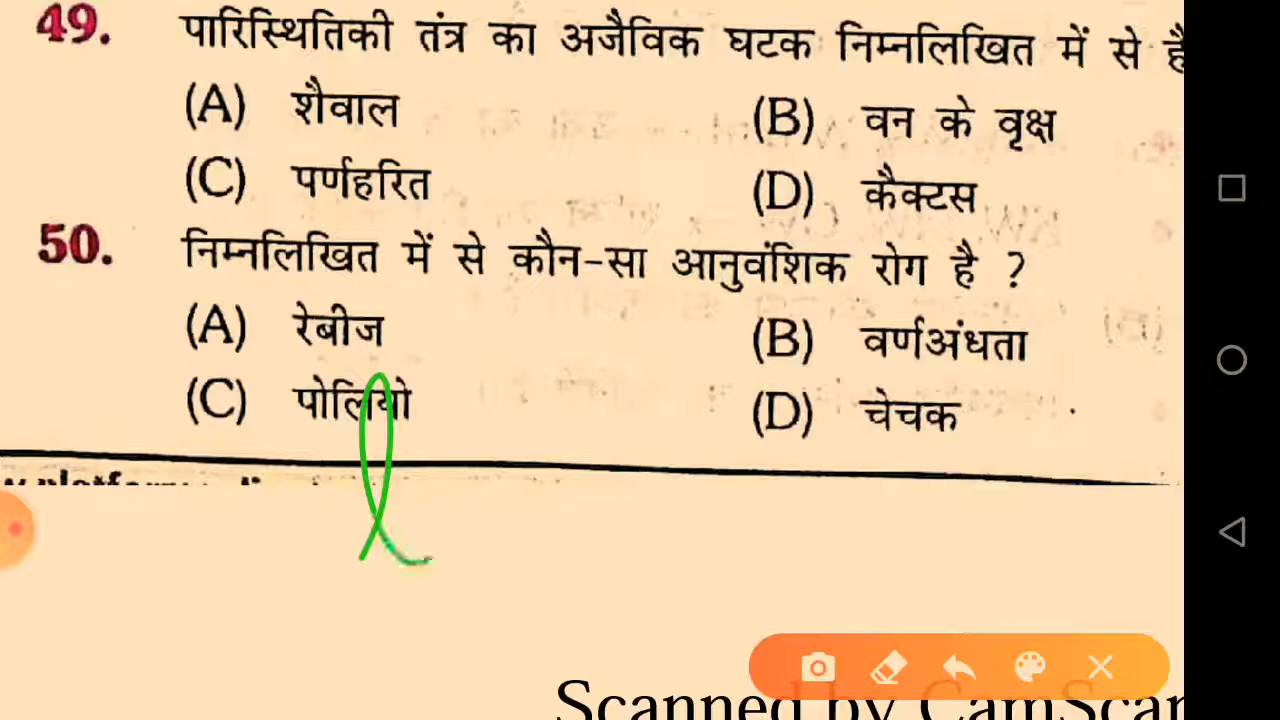 49. पारिस्थितिकी तंत्र का अजैविक घटक निम्नलिखित में से है
(A) शैवाल (B) वन के वृक्ष
(C) पर्णहरित (D) कैक्टस
50. निम्नलिखित में से कौन-सा आनुवंशिक रोग है ?
(A) रेबीज (B) वर्णअंधता
(C) पोलियो (D) चेचक
Scanned by CamScan